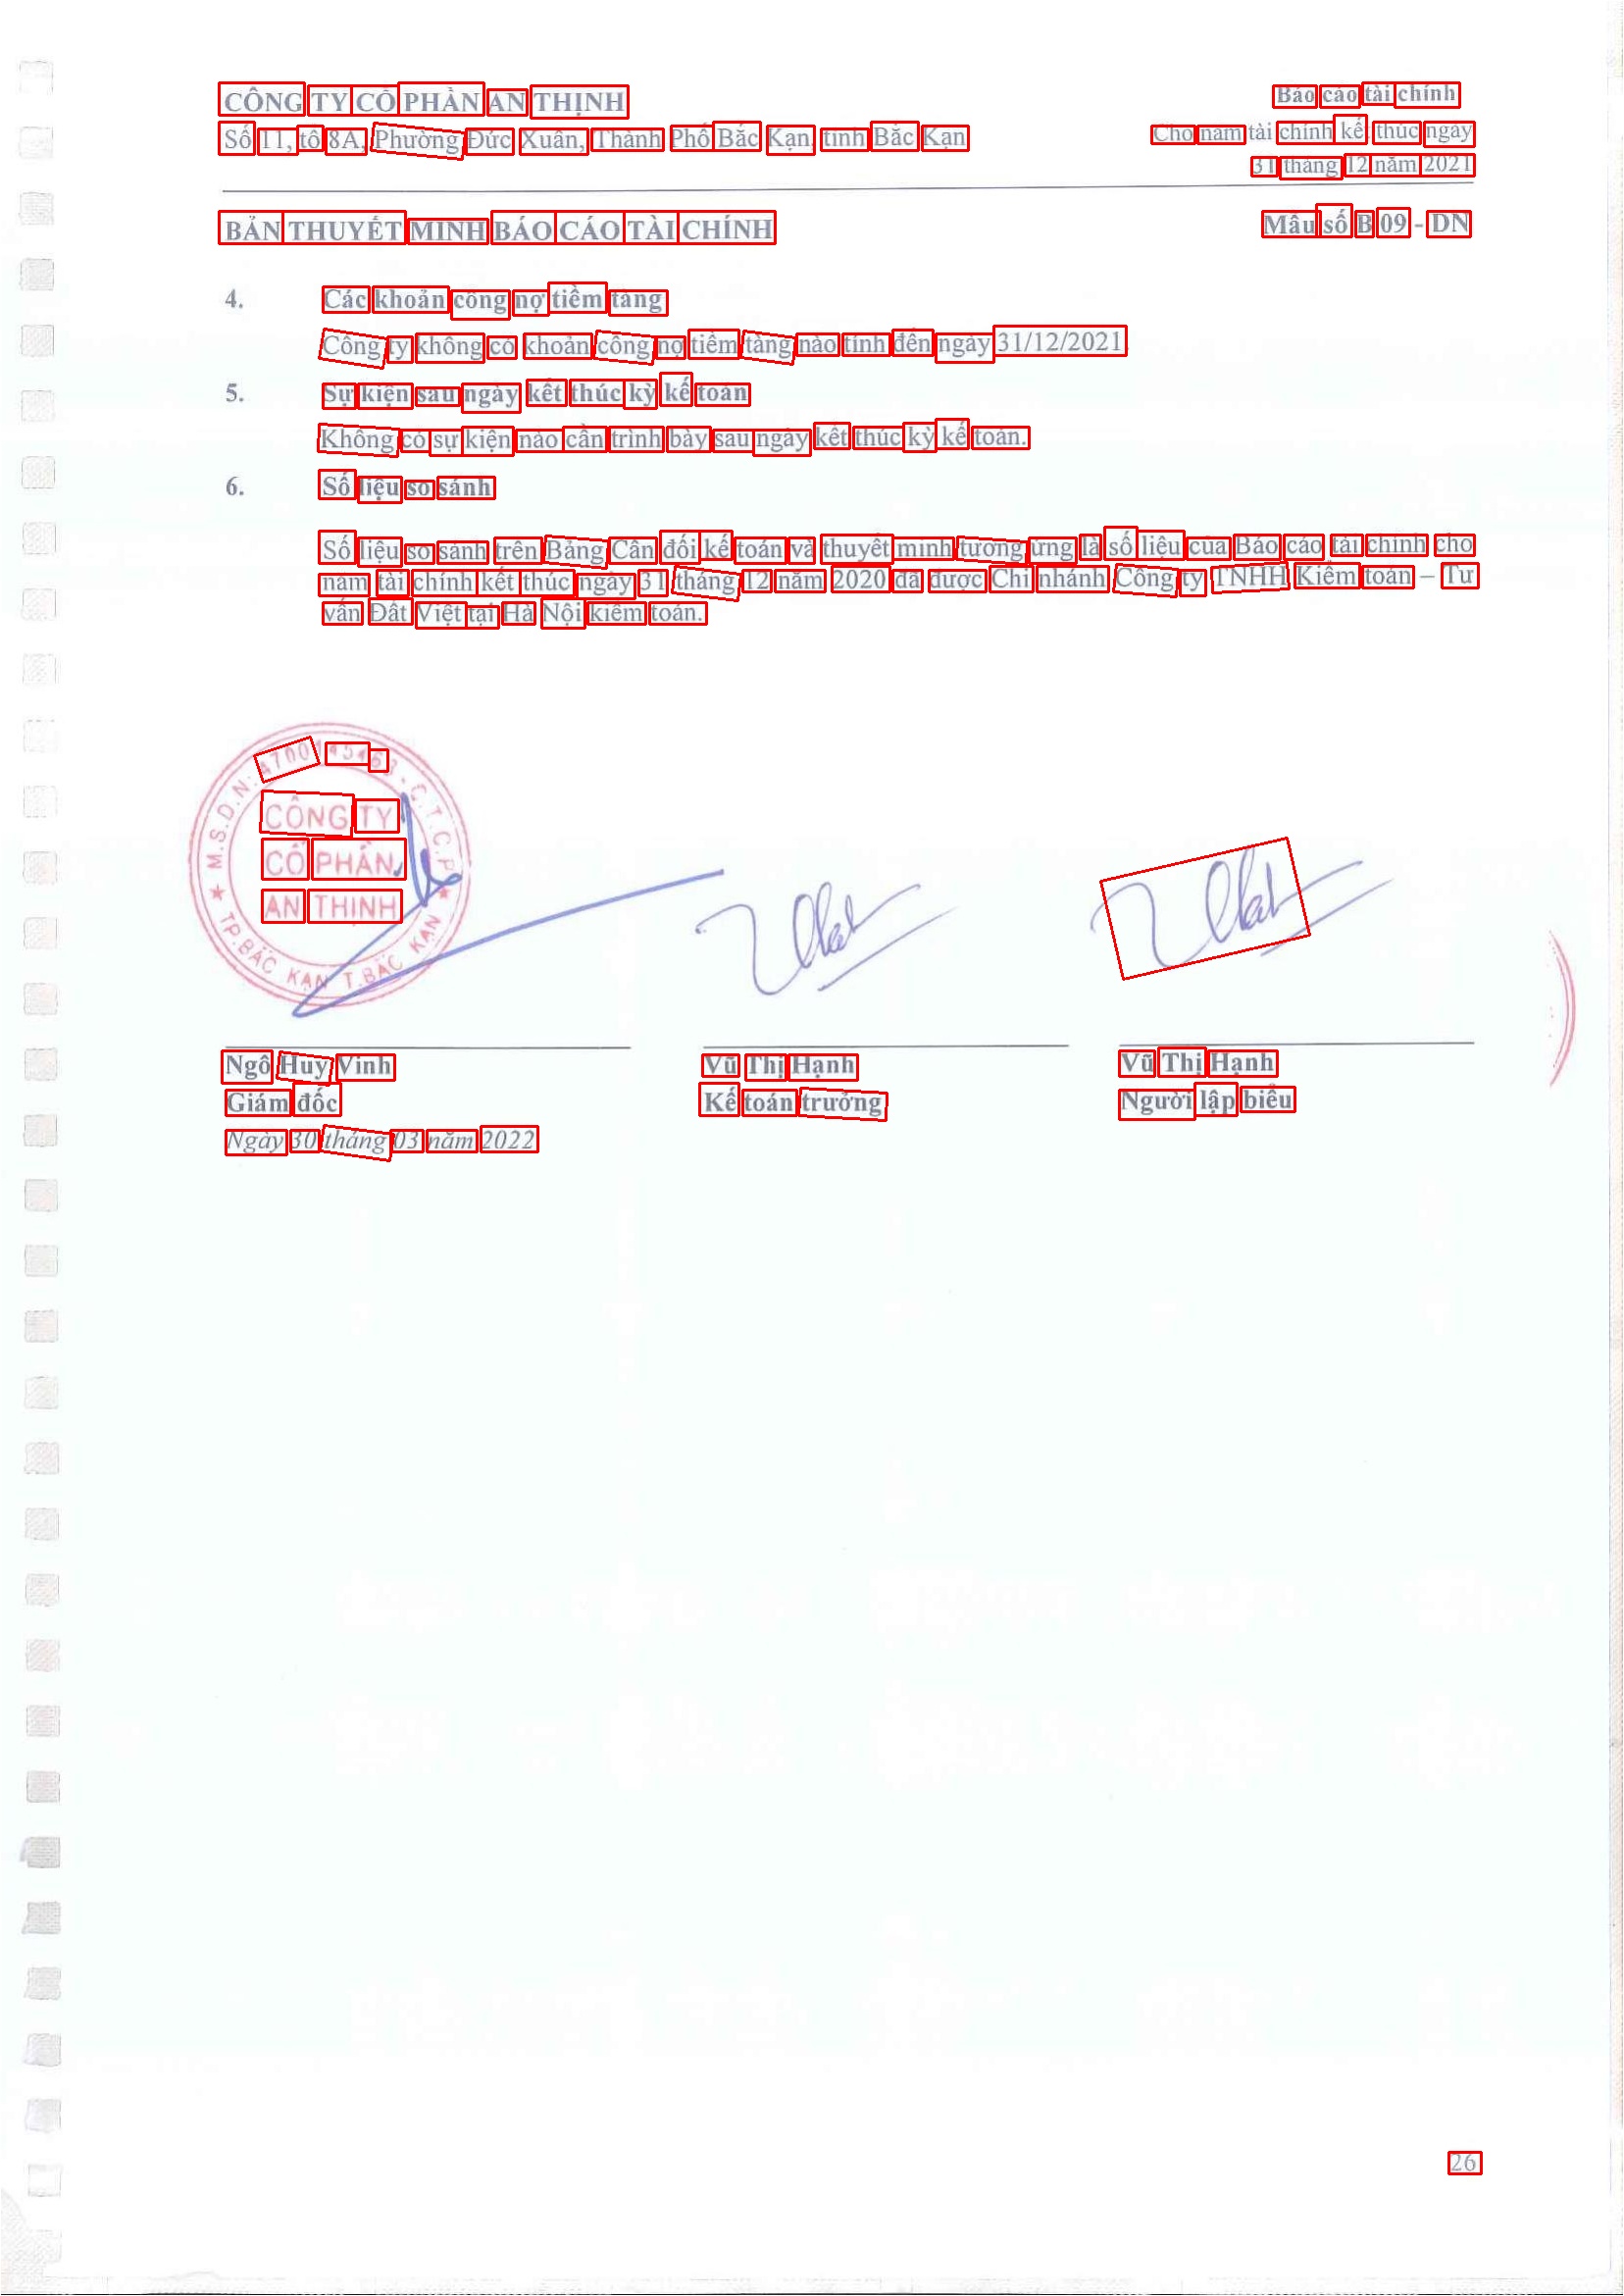 CÔNG TY CỔ PHẦN AN THỊNH
Báo cáo tài chính
Số 11, tổ 8A, Phường Đức Xuân, Thành Phố Bắc Kạn, tỉnh Bắc Kạn
Cho năm tài chính kết thúc ngày
31 tháng 12 năm 2021
BẢN THUYẾT MINH BÁO CÁO TÀI CHÍNH
Mẫu số B 09 - DN
4. Các khoản công nợ tiềm tàng
Công ty không có khoản công nợ tiềm tàng nào tính đến ngày 31/12/2021
5. Sự kiện sau ngày kết thúc kỳ kế toán
Không có sự kiện nào cần trình bày sau ngày kết thúc kỳ kế toán.
6. Số liệu so sánh
Số liệu so sánh trên Bảng Cân đối kế toán và thuyết minh tương ứng là số liệu của Báo cáo tài chính cho
năm tài chính kết thúc ngày 31 tháng 12 năm 2020 đã được Chi nhánh Công ty TNHH Kiểm toán – Tư
vấn Đất Việt tại Hà Nội kiểm toán.
M.S.D.N: 4700145463 - C.T.C.P
CÔNG TY
CỔ PHẦN
AN THỊNH
TP.BẮC KẠN T.BẮC KẠN
Ngô Huy Vinh
Vũ Thị Hạnh
Vũ Thị Hạnh
Giám đốc
Kế toán trưởng
Người lập biểu
Ngày 30 tháng 03 năm 2022
26